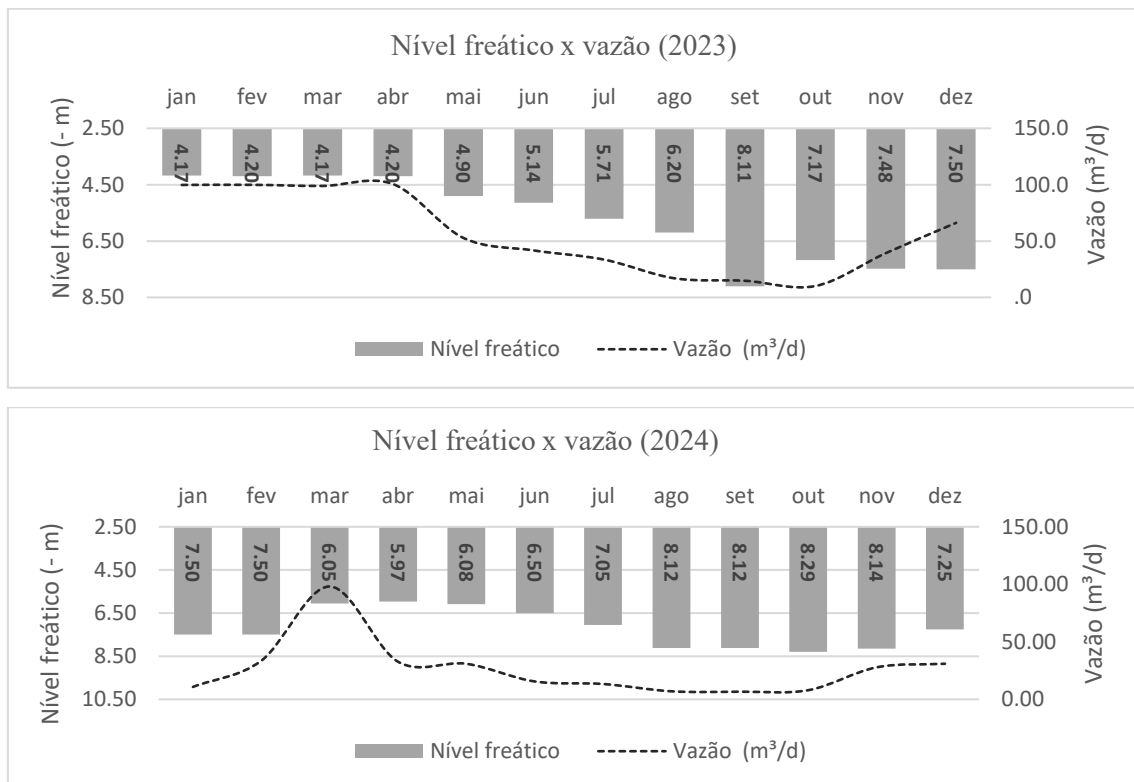 Nível freático x vazão (2023)
jan fev mar abr mai jun jul ago set out nov dez
Nível freático (- m)
2.50
4.50
6.50
8.50
4.17 4.20 4.17 4.20 4.90 5.14 5.71 6.20 8.11 7.17 7.48 7.50
150.0
100.0
50.0
.0
Vazão (m³/d)
Nível freático Vazão (m³/d)
Nível freático x vazão (2024)
jan fev mar abr mai jun jul ago set out nov dez
Nível freático (- m)
2.50
4.50
6.50
8.50
10.50
7.50 7.50 6.05 5.97 6.08 6.50 7.05 8.12 8.12 8.29 8.14 7.25
150.00
100.00
50.00
0.00
Vazão (m³/d)
Nível freático Vazão (m³/d)